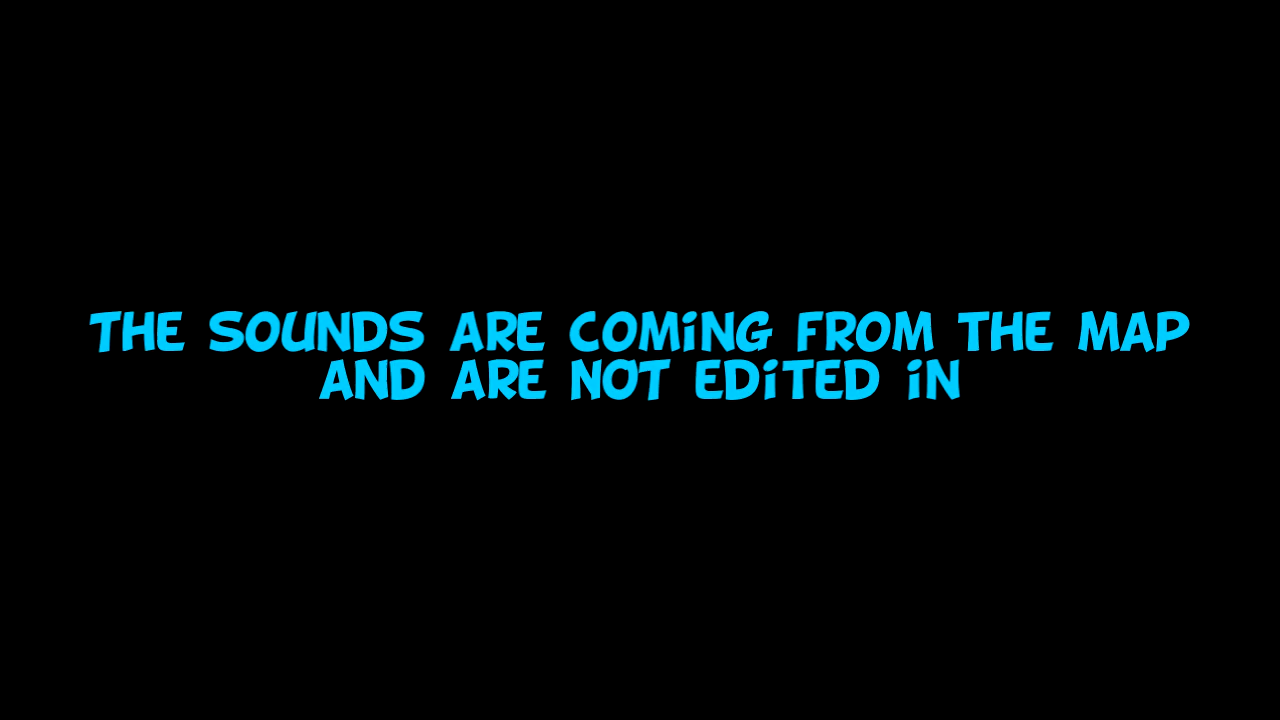 THE SOUNDS ARE COMING FROM THE MAP
AND ARE NOT EDITED IN